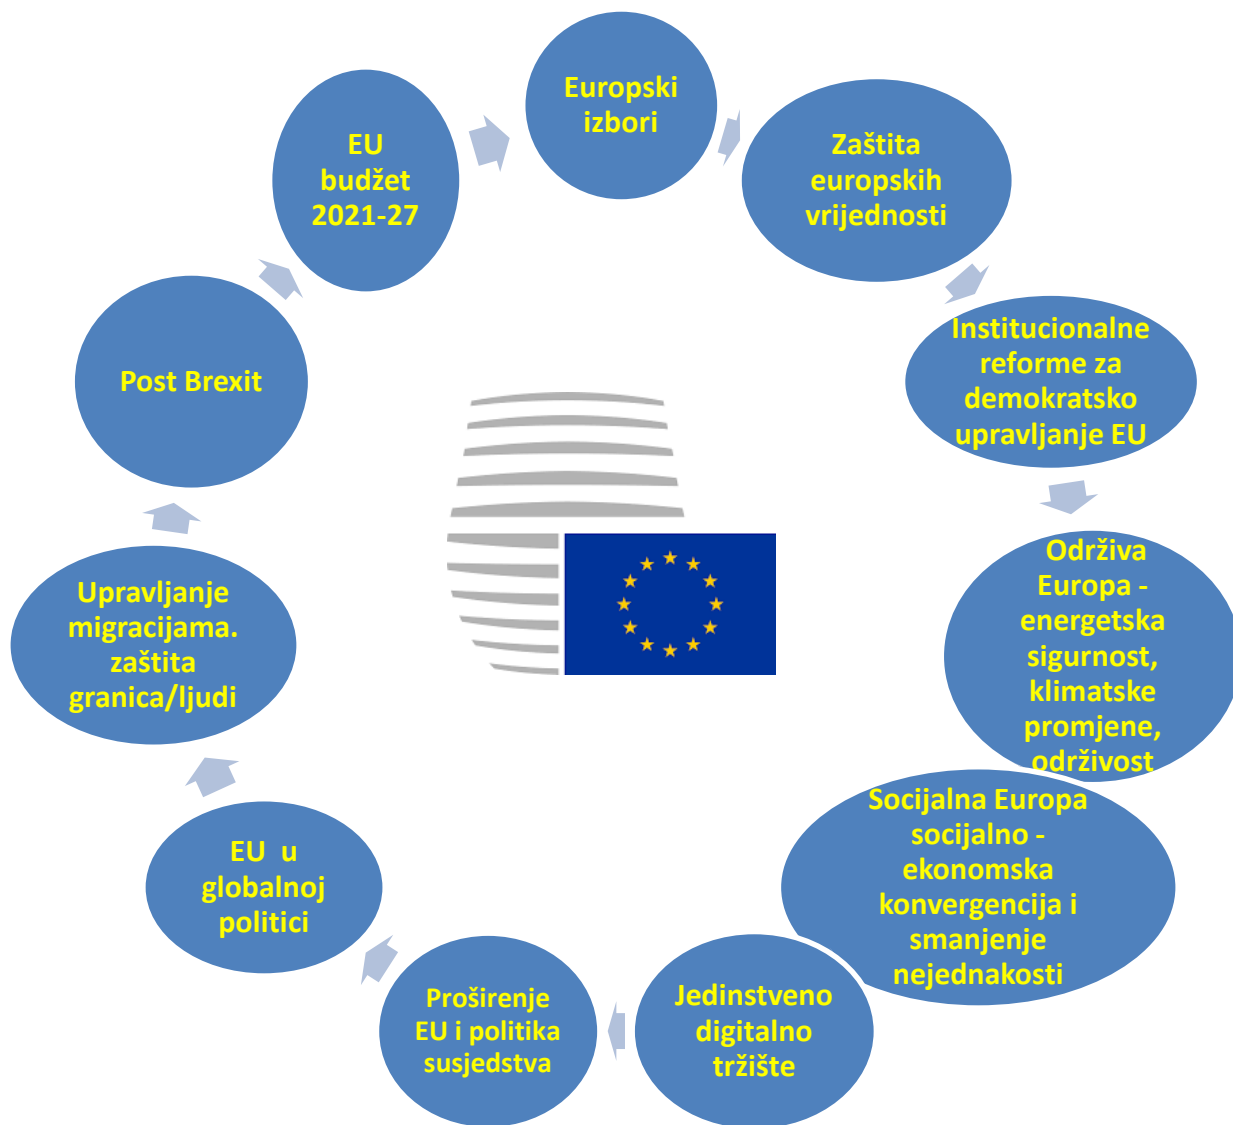 Europski
izbori
Zaštita
europskih
vrijednosti
Institucionalne
reforme za
demokratsko
upravljanje EU
Održiva
Europa -
energetska
sigurnost,
klimatske
promjene,
održivost
Socijalna Europa
socijalno -
ekonomska
konvergencija i
smanjenje
nejednakosti
Jedinstveno
digitalno
tržište
Proširenje
EU i politika
susjedstva
EU u
globalnoj
politici
Upravljanje
migracijama.
zaštita
granica/ljudi
Post Brexit
EU
budžet
2021-27